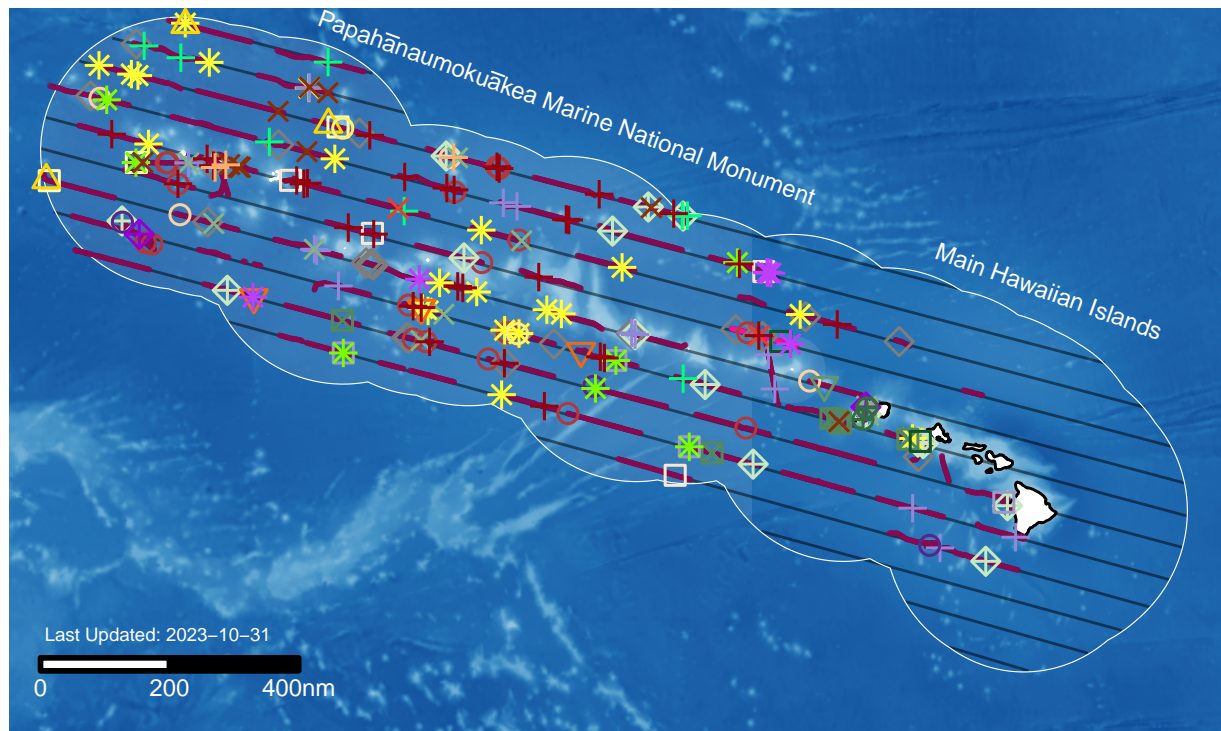 Papahānaumokuākea Marine National Monument
Main Hawaiian Islands
Last Updated: 2023−10−31
0 200 400nm